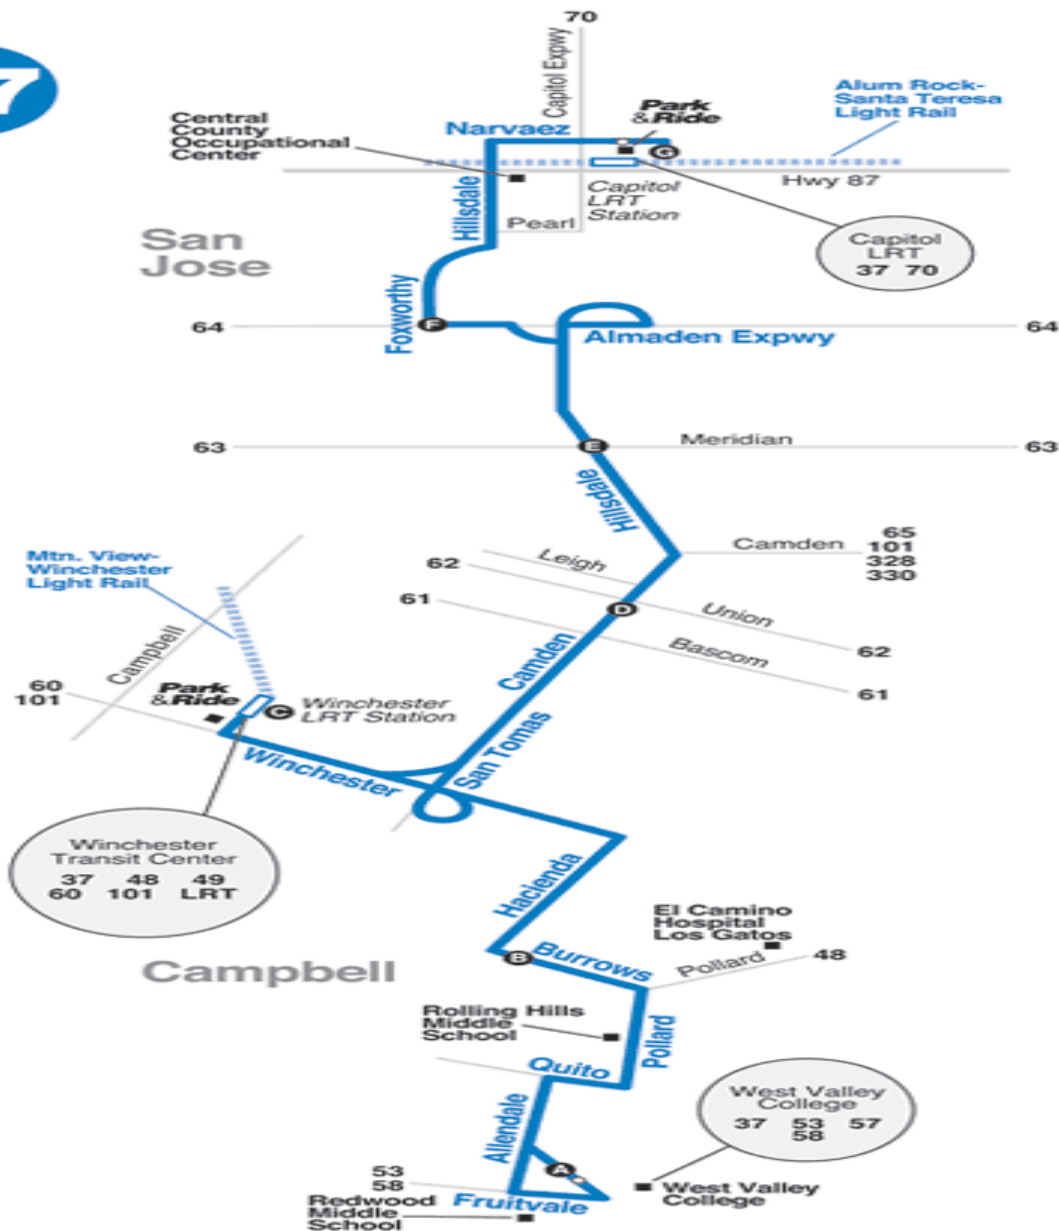 70
7
Capitol Expwy
Alum Rock-
Santa Teresa
Light Rail
Park
& Ride
Central
County
Occupational
Center
Narvaez
G
Hwy 87
Capitol
LRT
Station
Hillsdale
Pearl
Capitol
LRT
37 70
San
Jose
Foxworthy
64
F
64
Almaden Expwy
63
E
Meridian
63
Hillsdale
65
Camden 101
328
330
Mtn. View-
Winchester
Light Rail
62
Leigh
61
D
Union
62
Bascom
61
Campbell
Camden
60
101
Park
& Ride
C
Winchester
LRT Station
San Tomas
Winchester
Winchester
Transit Center
37 48 49
60 101 LRT
Hacienda
El Camino
Hospital
Los Gatos
B
Burrows
Pollard
48
Campbell
Rolling Hills
Middle
School
Pollard
Quito
West Valley
College
37 53 57
58
Allendale
A
53
58
West Valley
College
Fruitvale
Redwood
Middle
School